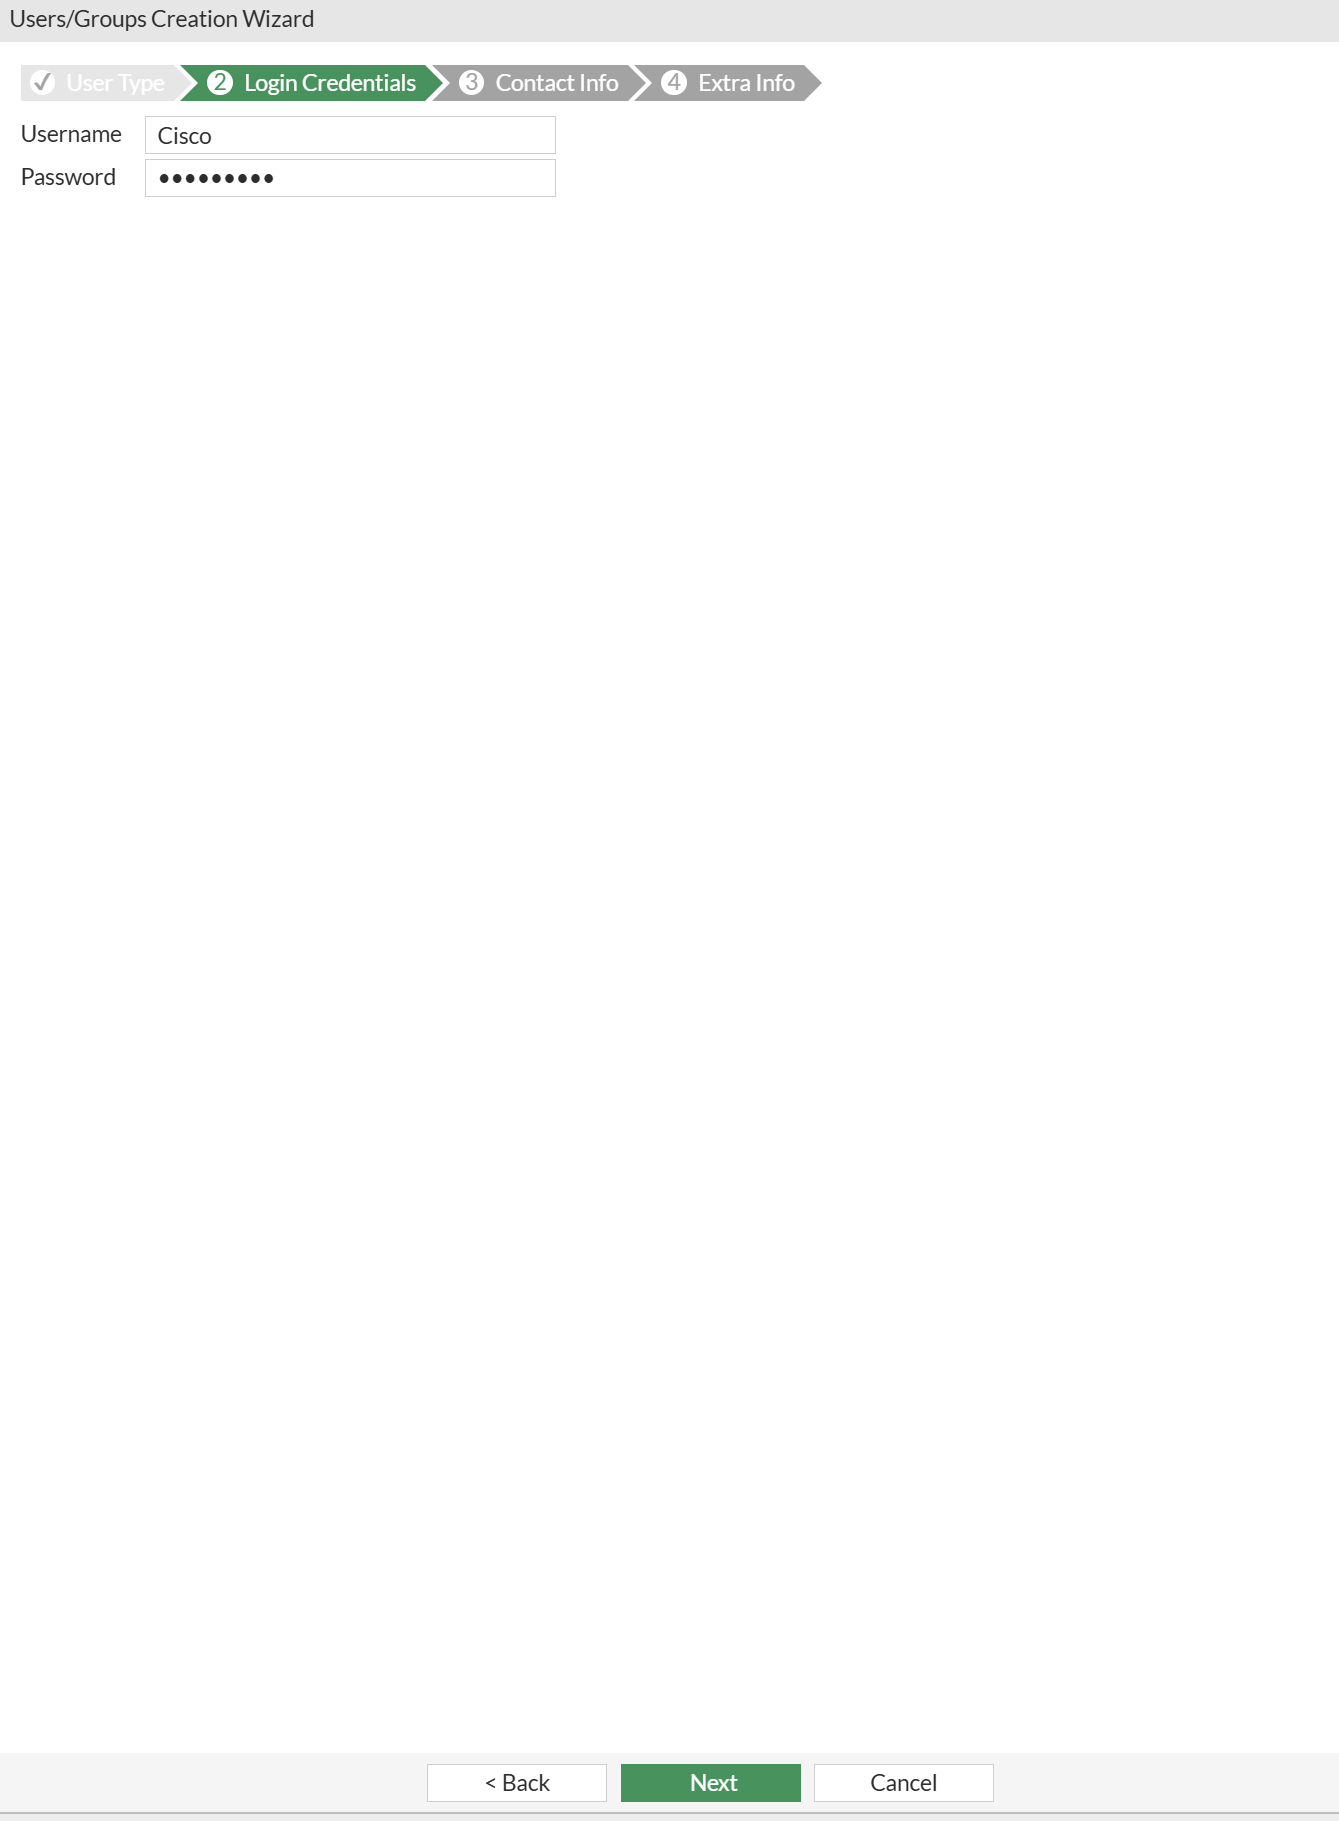 Users/Groups Creation Wizard
✓ User Type 2 Login Credentials 3 Contact Info 4 Extra Info
Username Cisco
Password •••••••••
< Back Next Cancel